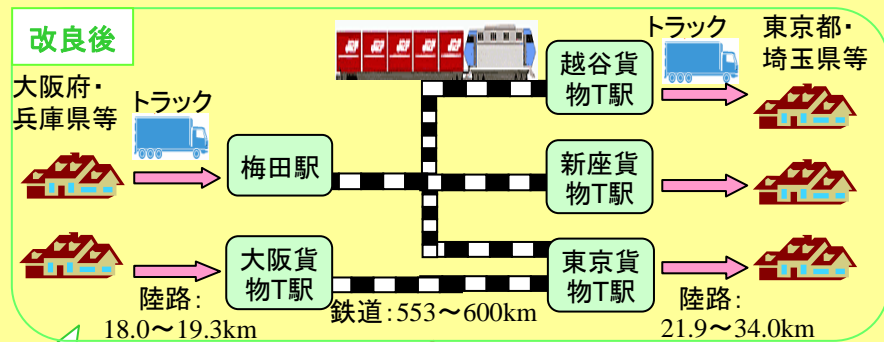 改良後
大阪府・
兵庫県等
トラック
梅田駅
大阪貨
物T駅
陸路:
18.0～19.3km
鉄道:553～600km
越谷貨
物T駅
新座貨
物T駅
東京貨
物T駅
トラック
東京都・
埼玉県等
陸路:
21.9～34.0km